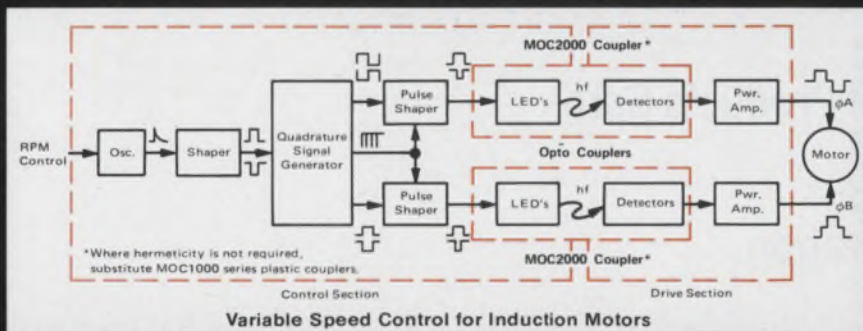 MOC2000 Coupler*
RPM Control
Osc.
Shaper
Quadrature Signal Generator
Pulse Shaper
LED's
hf
Detectors
Pwr. Amp.
φA
Opto Couplers
Motor
Pulse Shaper
LED's
hf
Detectors
Pwr. Amp.
φB
*Where hermeticity is not required,
substitute MOC1000 series plastic couplers.
MOC2000 Coupler*
Control Section
Drive Section
Variable Speed Control for Induction Motors